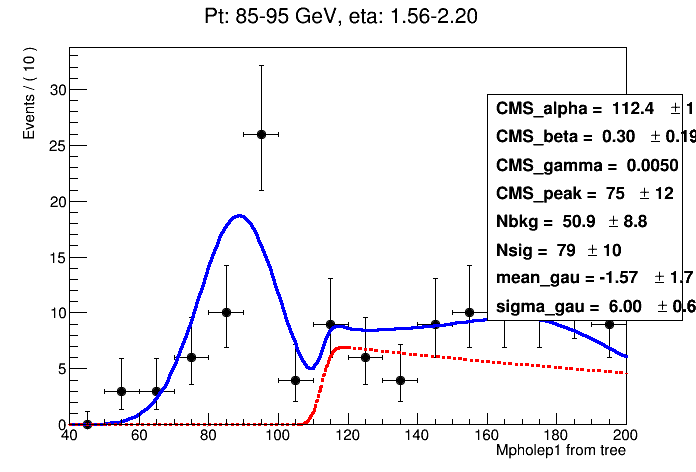 Pt: 85-95 GeV, eta: 1.56-2.20
Events / ( 10 )
30
25
20
15
10
5
0
CMS_alpha = 112.4 ± 1
CMS_beta = 0.30 ± 0.19
CMS_gamma = 0.0050
CMS_peak = 75 ± 12
Nbkg = 50.9 ± 8.8
Nsig = 79 ± 10
mean_gau = -1.57 ± 1.7
sigma_gau = 6.00 ± 0.6
40 60 80 100 120 140 160 180 200
Mpholep1 from tree